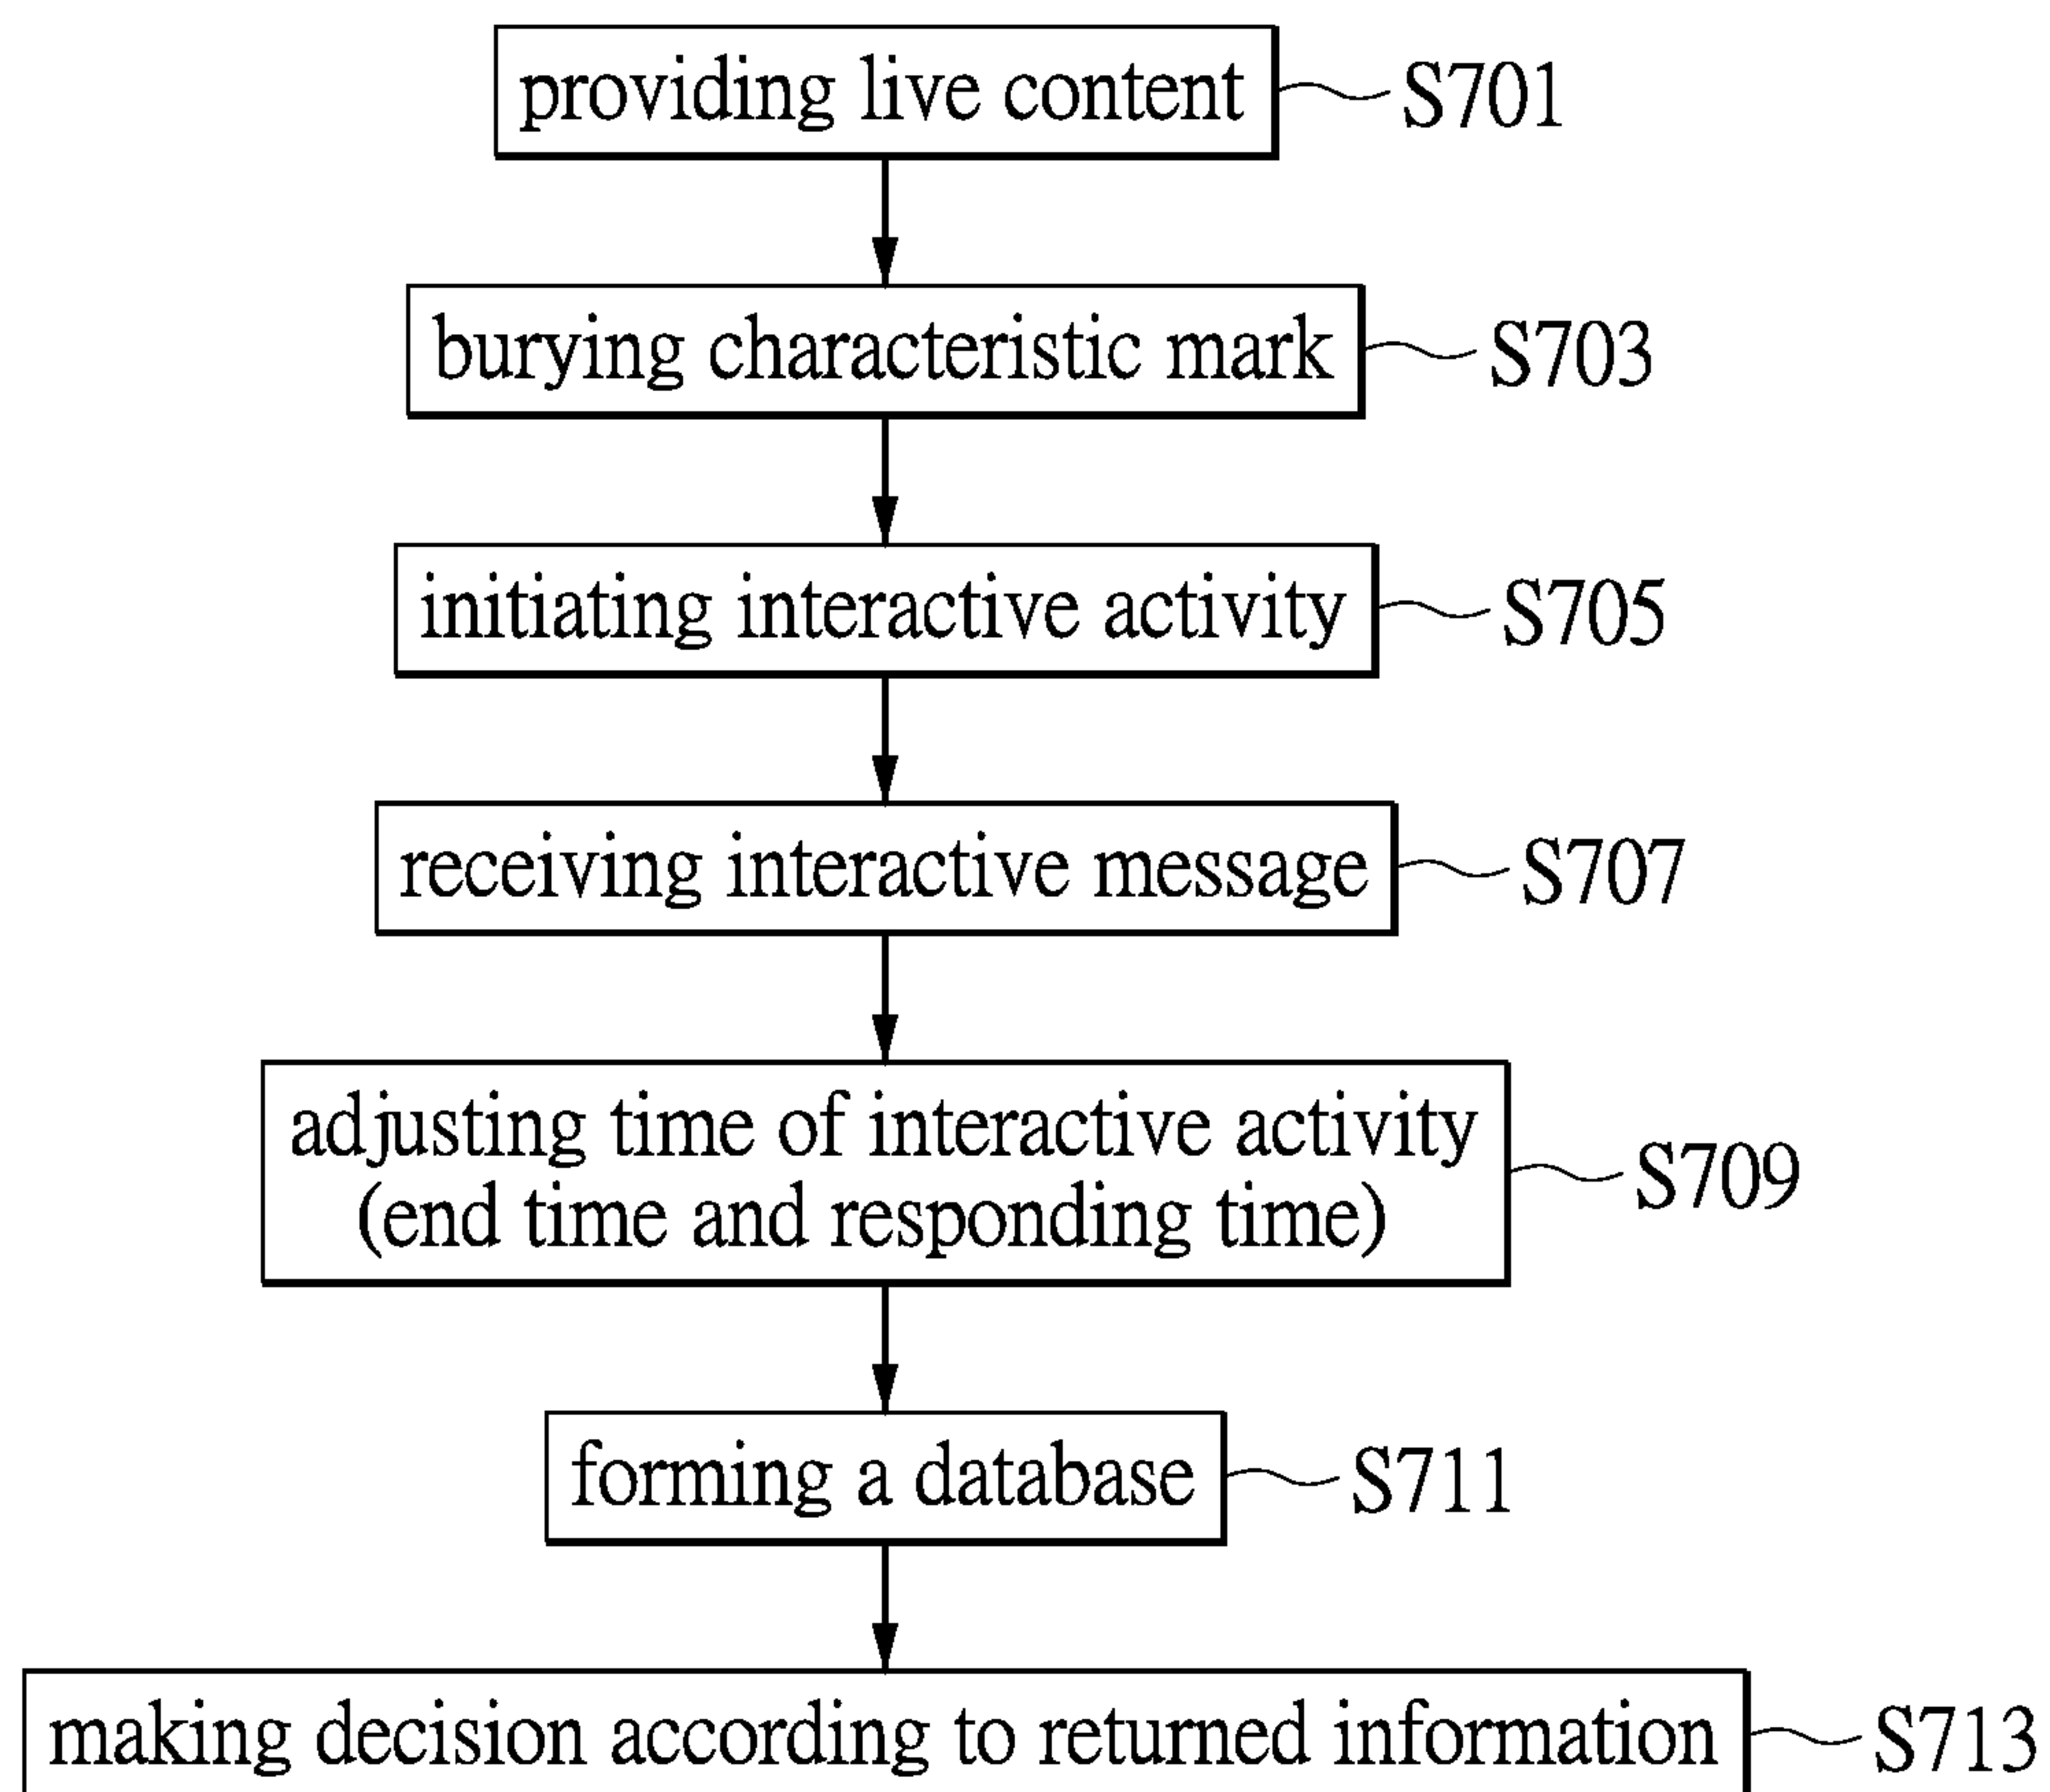 providing live content S701
burying characteristic mark S703
initiating interactive activity S705
receiving interactive message S707
adjusting time of interactive activity
(end time and responding time) S709
forming a database S711
making decision according to returned information S713